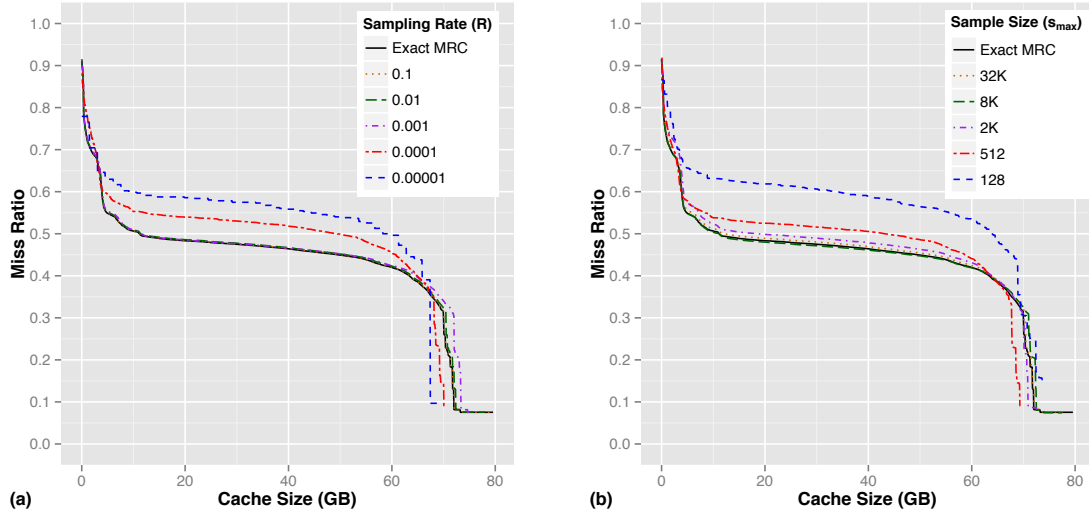 Sampling Rate (R)
Exact MRC
0.1
0.01
0.001
0.0001
0.00001
Miss Ratio
1.0
0.9
0.8
0.7
0.6
0.5
0.4
0.3
0.2
0.1
0.0
0 20 40 60 80
Cache Size (GB)
(a)
Sample Size (smax)
Exact MRC
32K
8K
2K
512
128
Miss Ratio
1.0
0.9
0.8
0.7
0.6
0.5
0.4
0.3
0.2
0.1
0.0
0 20 40 60 80
Cache Size (GB)
(b)